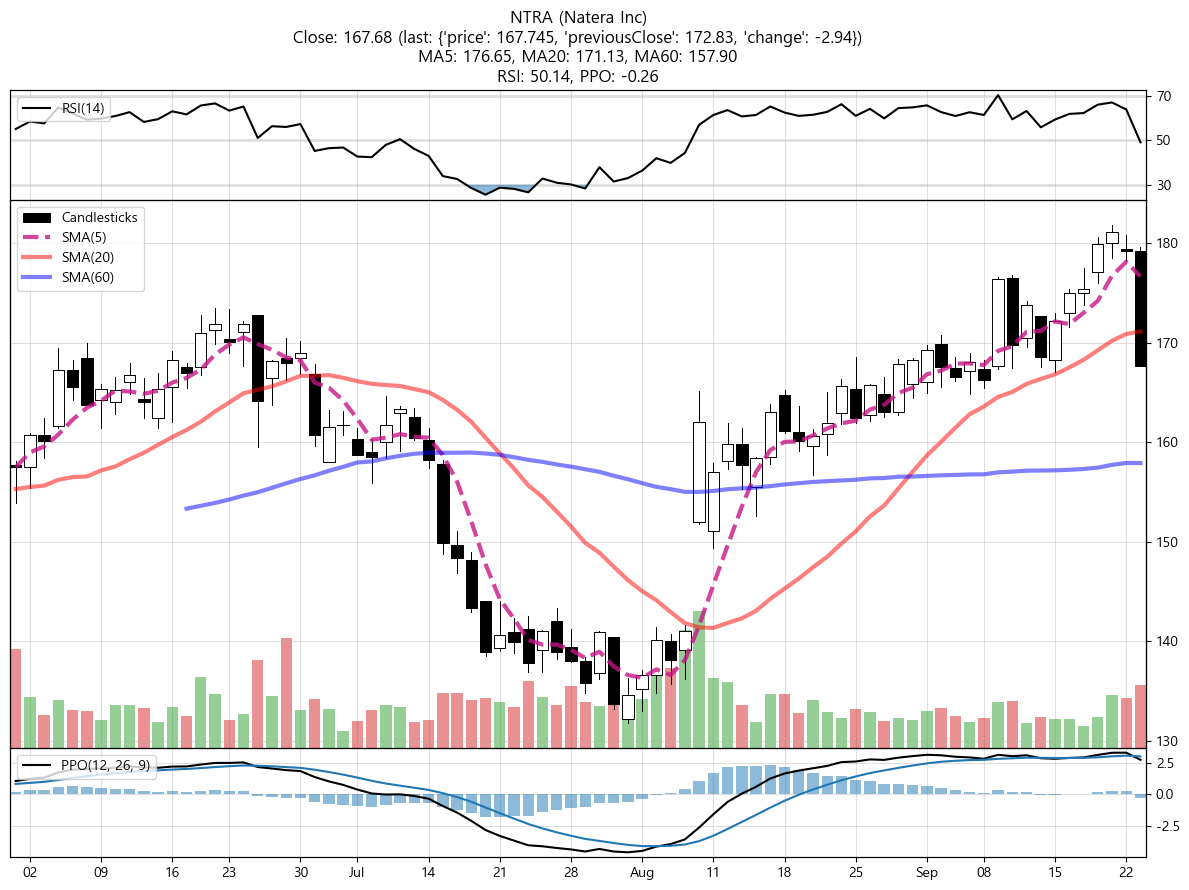 NTRA (Natera Inc)
Close: 167.68 (last: {'price': 167.745, 'previousClose': 172.83, 'change': -2.94})
MA5: 176.65, MA20: 171.13, MA60: 157.90
RSI: 50.14, PPO: -0.26
RSI(14)
70
50
30
Candlesticks
SMA(5)
SMA(20)
SMA(60)
180
170
160
150
140
130
PPO(12, 26, 9)
2.5
0.0
−2.5
02 09 16 23 30 Jul 14 21 28 Aug 11 18 25 Sep 08 15 22